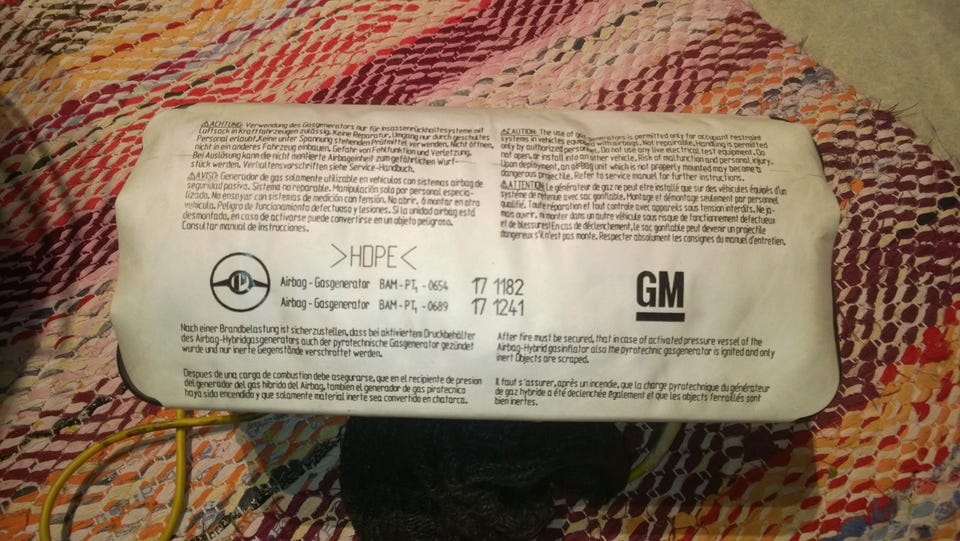 ⚠ACHTUNG: Verwendung des Gasgenerators nur für Insassenrückhaltesysteme mit
Luftsack in Kraftfahrzeugen zulässig. Keine Reparatur, Umgang nur durch geschultes
Personal erlaubt. Keine unter Spannung stehenden Prüfmittel verwenden. Nicht öffnen,
nicht in ein anderes Fahrzeug einbauen. Gefahr von Fehlfunktion und Verletzung.
Bei Auslösung kann die nicht montierte Airbageinheit zum gefährlichen Wurf-
stück werden. Verhaltensvorschriften siehe Service-Handbuch.
⚠AVISO: Generador de gas solamente utilizable en vehículos con sistemas airbag de
seguridad pasiva. Sistema no reparable. Manipulación sola por personal especia-
lizado. No ensayar con sistemas de medición con tensión. No abrir, ó montar en otro
vehículo. Peligro de funcionamiento defectuoso y lesiones. Si la unidad airbag está
desmontada, en caso de activarse puede convertirse en un objeto peligroso.
Consultar manual de instrucciones.
⚠CAUTION: The use of gas generators is permitted only for occupant restraint
systems in vehicles equipped with airbags. Not repairable. Handling is permitted
only by authorized personnel. Do not use live electrical test equipment. Do
not open, or install into another vehicle. Risk of malfunction and personal injury.
Upon deployment, an airbag unit which is not properly mounted may become a
dangerous projectile. Refer to service manual for further instructions.
⚠ATTENTION: Le générateur de gaz ne peut être installé que sur des véhicules équipés d'un
système de retenue avec sac gonflable. Montage et démontage seulement par personnel
qualifié. Toute réparation et tout controle avec appareils sous tension interdits. Ne ja-
mais ouvrir, ni monter dans un autre véhicule sous risque de fonctionnement defectueux
et de blessures! En cas de déclenchement, le sac gonflable peut devenir un projectile
dangereux s'il n'est pas monté. Respecter absolument les consignes du manuel d'entretien.
>HDPE<
Airbag - Gasgenerator BAM-PT₁ -0654 17 1182
Airbag - Gasgenerator BAM-PT₁ -0689 17 1241
GM
Nach einer Brandbelastung ist sicherzustellen, dass bei aktiviertem Druckbehälter
des Airbag-Hybridgasgenerators auch der pyrotechnische Gasgenerator gezündet
wurde und nur inerte Gegenstände verschrottet werden.
After fire must be secured, that in case of activated pressure vessel of the
Airbag-Hybrid gasinflator also the pyrotechnic gasgenerator is ignited and only
inert Objects are scraped.
Despues de una carga de combustion debe asegurarse, que en el recipiente de presion
del generador del gas híbrido del Airbag, tambien el generador de gas pirotecnico
haya sido encendido y que solamente material inerte sea convertido en chatarca.
Il faut s'assurer, après un incendie, que la charge pyrotechnique du générateur
de gaz hybride a été declenchée également et que les objects ferraillés sont
bien inertes.